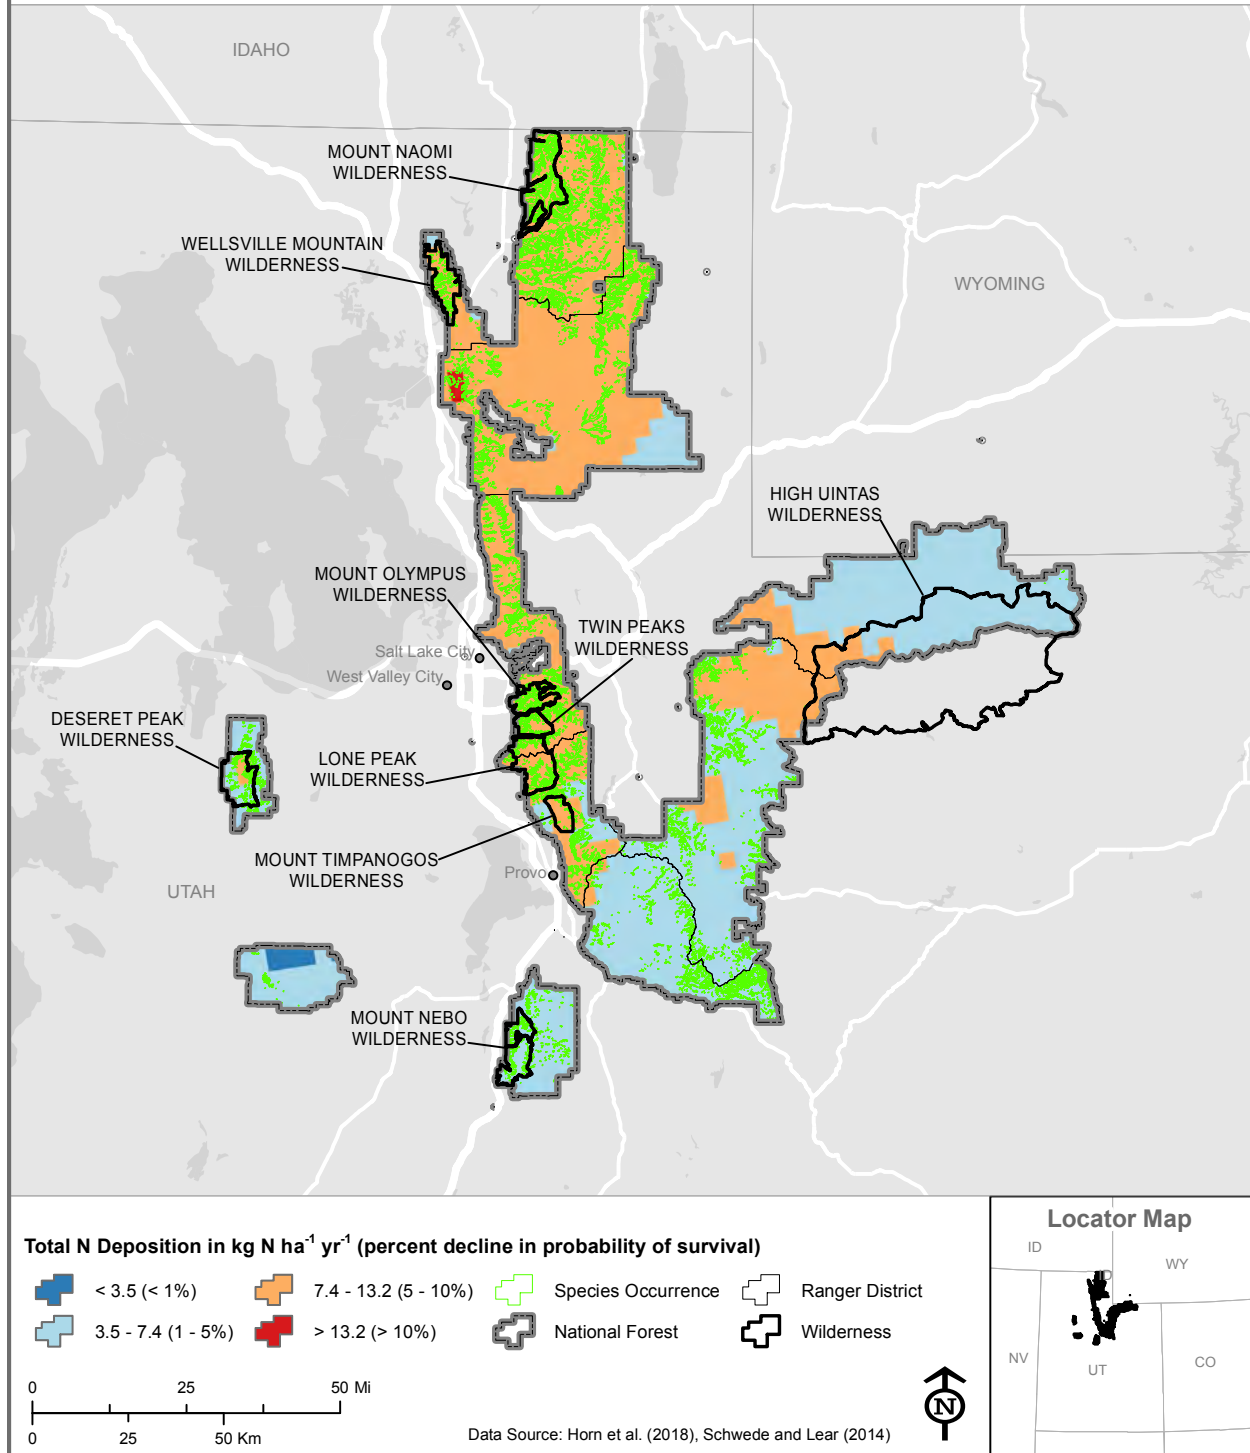 IDAHO
MOUNT NAOMI
WILDERNESS
WELLSVILLE MOUNTAIN
WILDERNESS
WYOMING
HIGH UINTAS
WILDERNESS
MOUNT OLYMPUS
WILDERNESS
TWIN PEAKS
WILDERNESS
Salt Lake City
West Valley City
DESERET PEAK
WILDERNESS
LONE PEAK
WILDERNESS
MOUNT TIMPANOGOS
WILDERNESS
Provo
UTAH
MOUNT NEBO
WILDERNESS
Total N Deposition in kg N ha⁻¹ yr⁻¹ (percent decline in probability of survival)
< 3.5 (< 1%)
7.4 - 13.2 (5 - 10%)
Species Occurrence
Ranger District
3.5 - 7.4 (1 - 5%)
> 13.2 (> 10%)
National Forest
Wilderness
0 25 50 Mi
0 25 50 Km
N
Data Source: Horn et al. (2018), Schwede and Lear (2014)
Locator Map
ID
WY
NV
UT
CO